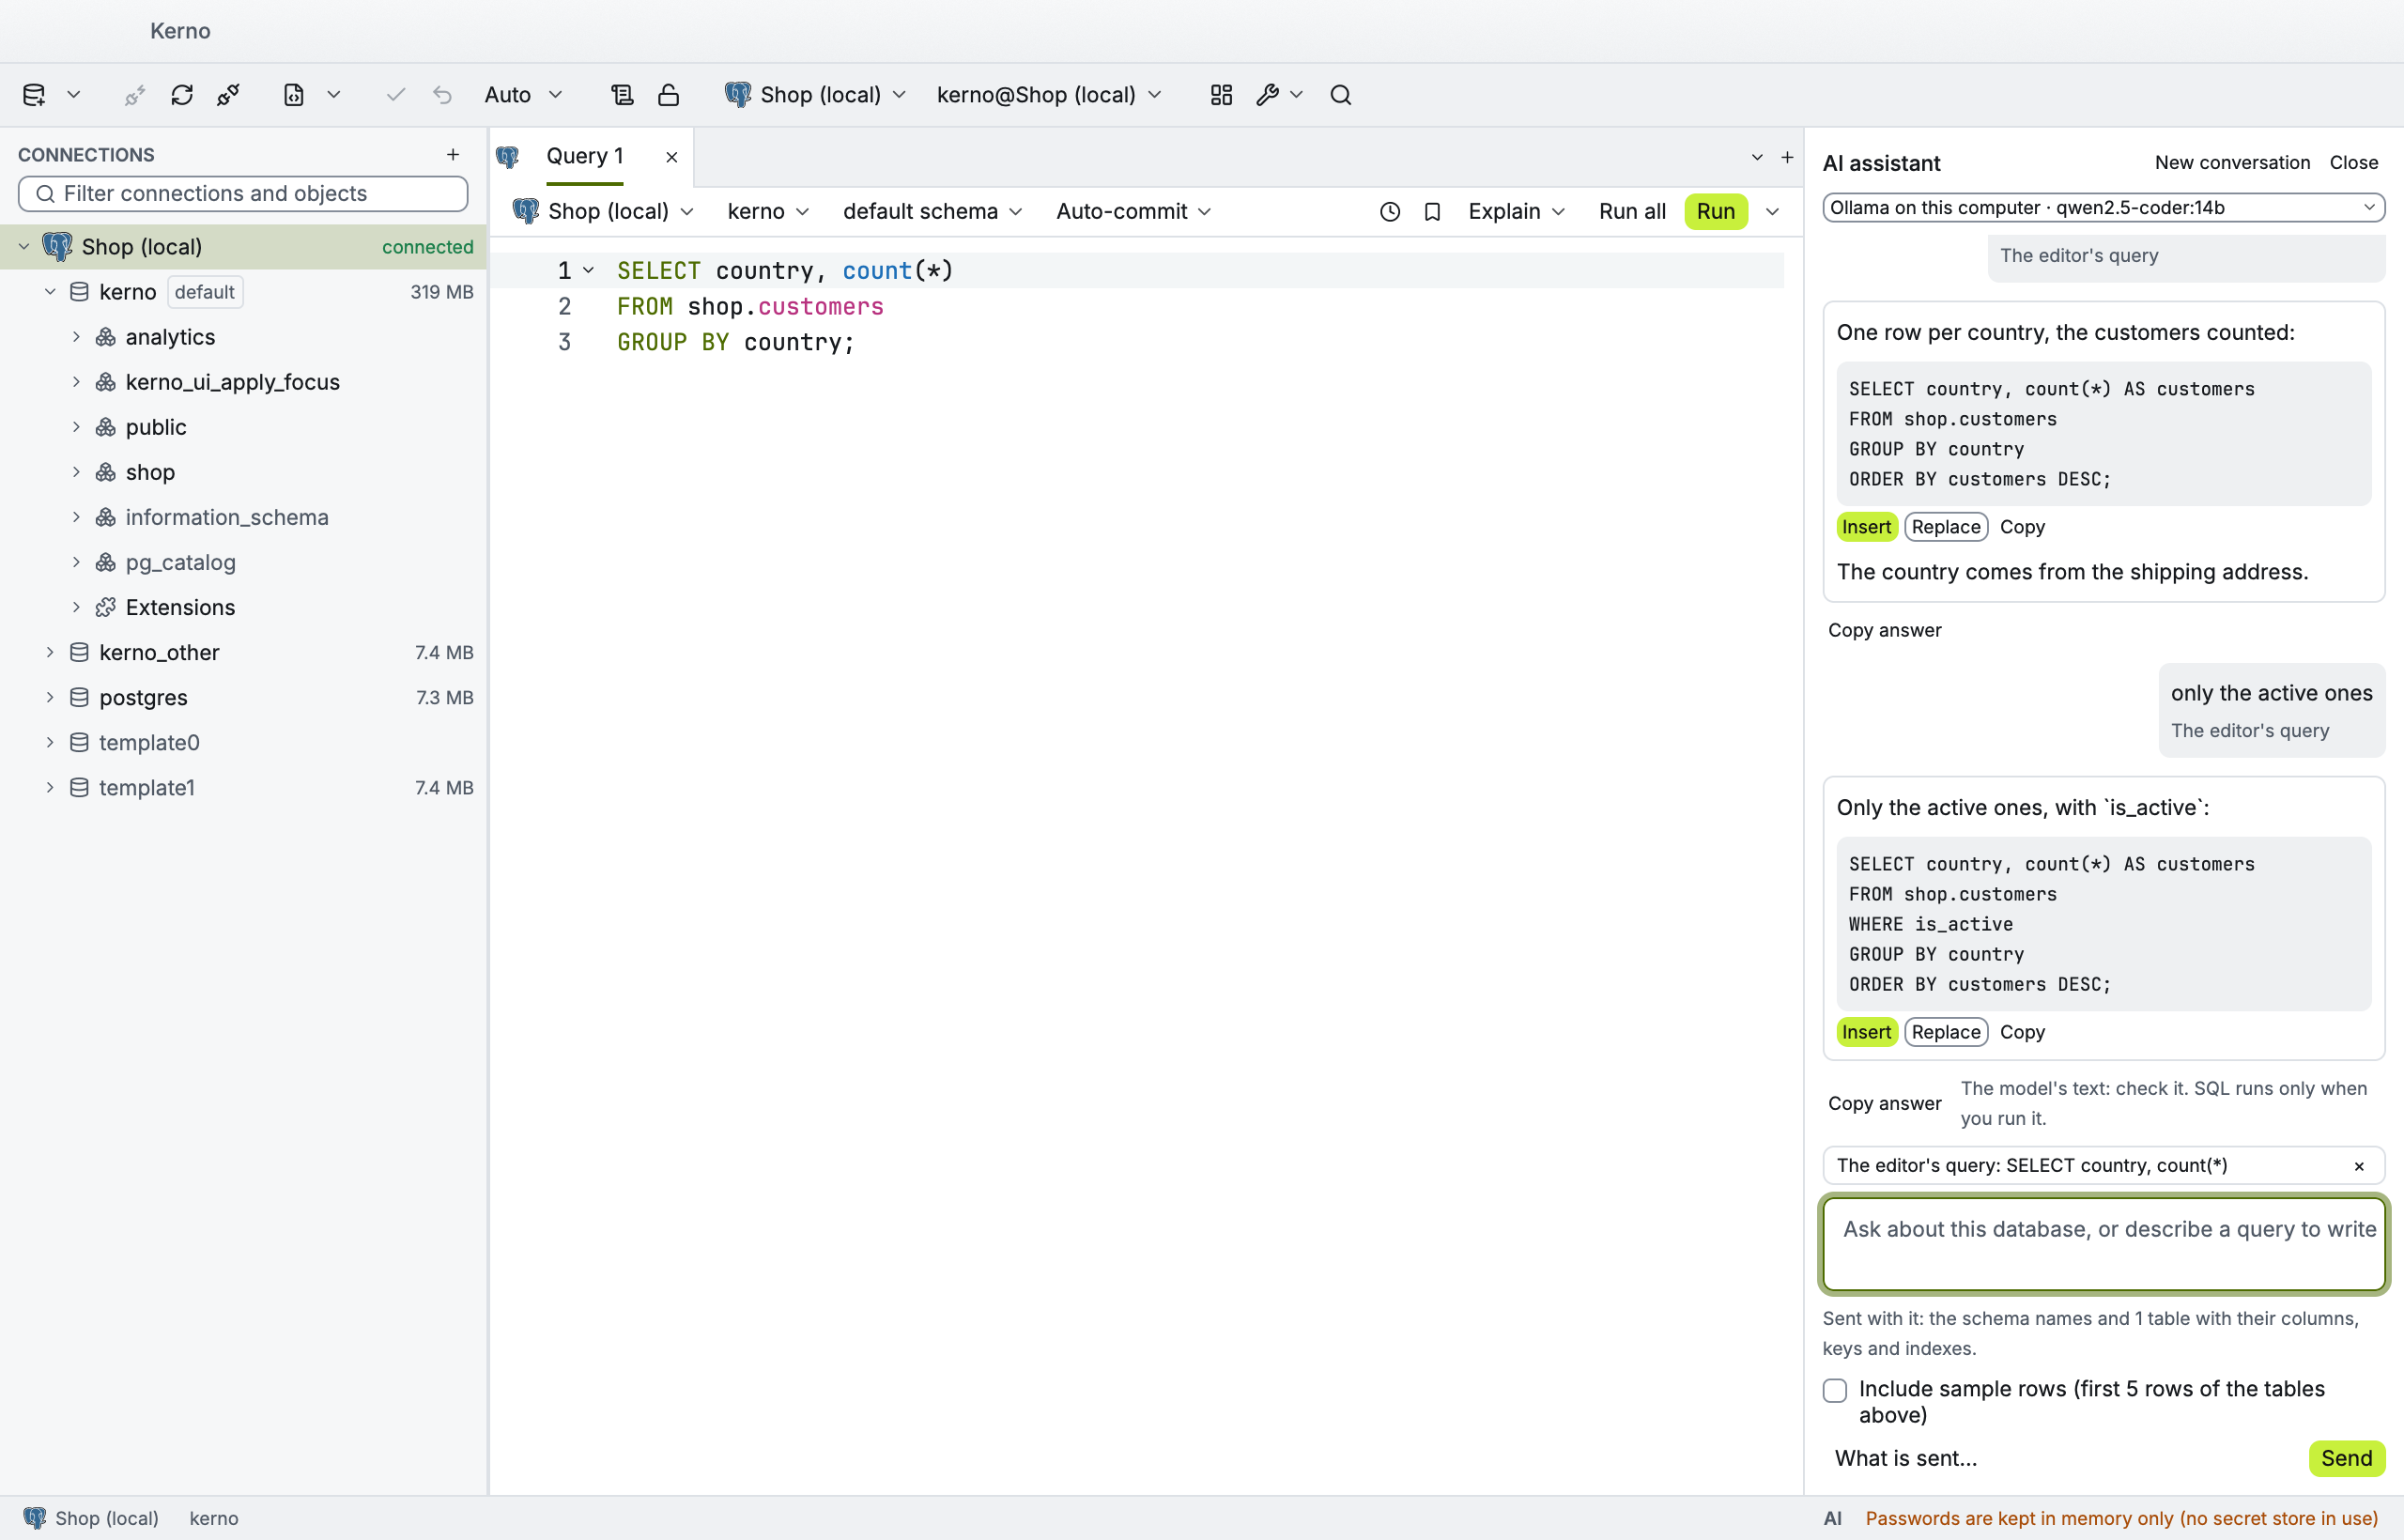 Kerno
Auto
Shop (local)
kerno@Shop (local)
CONNECTIONS
Filter connections and objects
Shop (local) connected
kerno default 319 MB
analytics
kerno_ui_apply_focus
public
shop
information_schema
pg_catalog
Extensions
kerno_other 7.4 MB
postgres 7.3 MB
template0
template1 7.4 MB
Query 1
Shop (local) kerno default schema Auto-commit Explain Run all Run
1 SELECT country, count(*)
2 FROM shop.customers
3 GROUP BY country;
AI assistant New conversation Close
Ollama on this computer · qwen2.5-coder:14b
The editor's query
One row per country, the customers counted:
SELECT country, count(*) AS customers
FROM shop.customers
GROUP BY country
ORDER BY customers DESC;
Insert Replace Copy
The country comes from the shipping address.
Copy answer
only the active ones
The editor's query
Only the active ones, with `is_active`:
SELECT country, count(*) AS customers
FROM shop.customers
WHERE is_active
GROUP BY country
ORDER BY customers DESC;
Insert Replace Copy
Copy answer
The model's text: check it. SQL runs only when
you run it.
The editor's query: SELECT country, count(*)
Ask about this database, or describe a query to write
Sent with it: the schema names and 1 table with their columns,
keys and indexes.
Include sample rows (first 5 rows of the tables
above)
What is sent...
Send
Shop (local) kerno
AI Passwords are kept in memory only (no secret store in use)